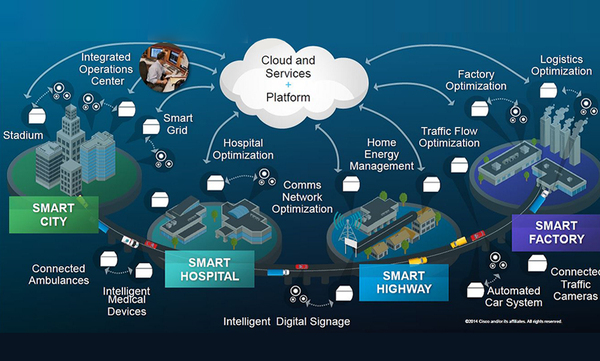 Integrated
Operations
Center
Cloud and
Services
+
Platform
Logistics
Optimization
Factory
Optimization
Stadium
Smart
Grid
Hospital
Optimization
Home
Energy
Management
Traffic Flow
Optimization
Comms
Network
Optimization
SMART
CITY
SMART
HOSPITAL
SMART
HIGHWAY
SMART
FACTORY
Connected
Ambulances
Intelligent
Medical
Devices
Intelligent Digital Signage
Automated
Car System
Connected
Traffic
Cameras
©2014 Cisco and/or its affiliates. All rights reserved.